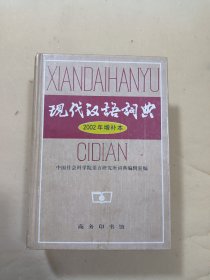 XIANDAIHANYU
现代汉语词典
2002年增补本
CIDIAN
中国社会科学院语言研究所词典编辑室编
商务印书馆